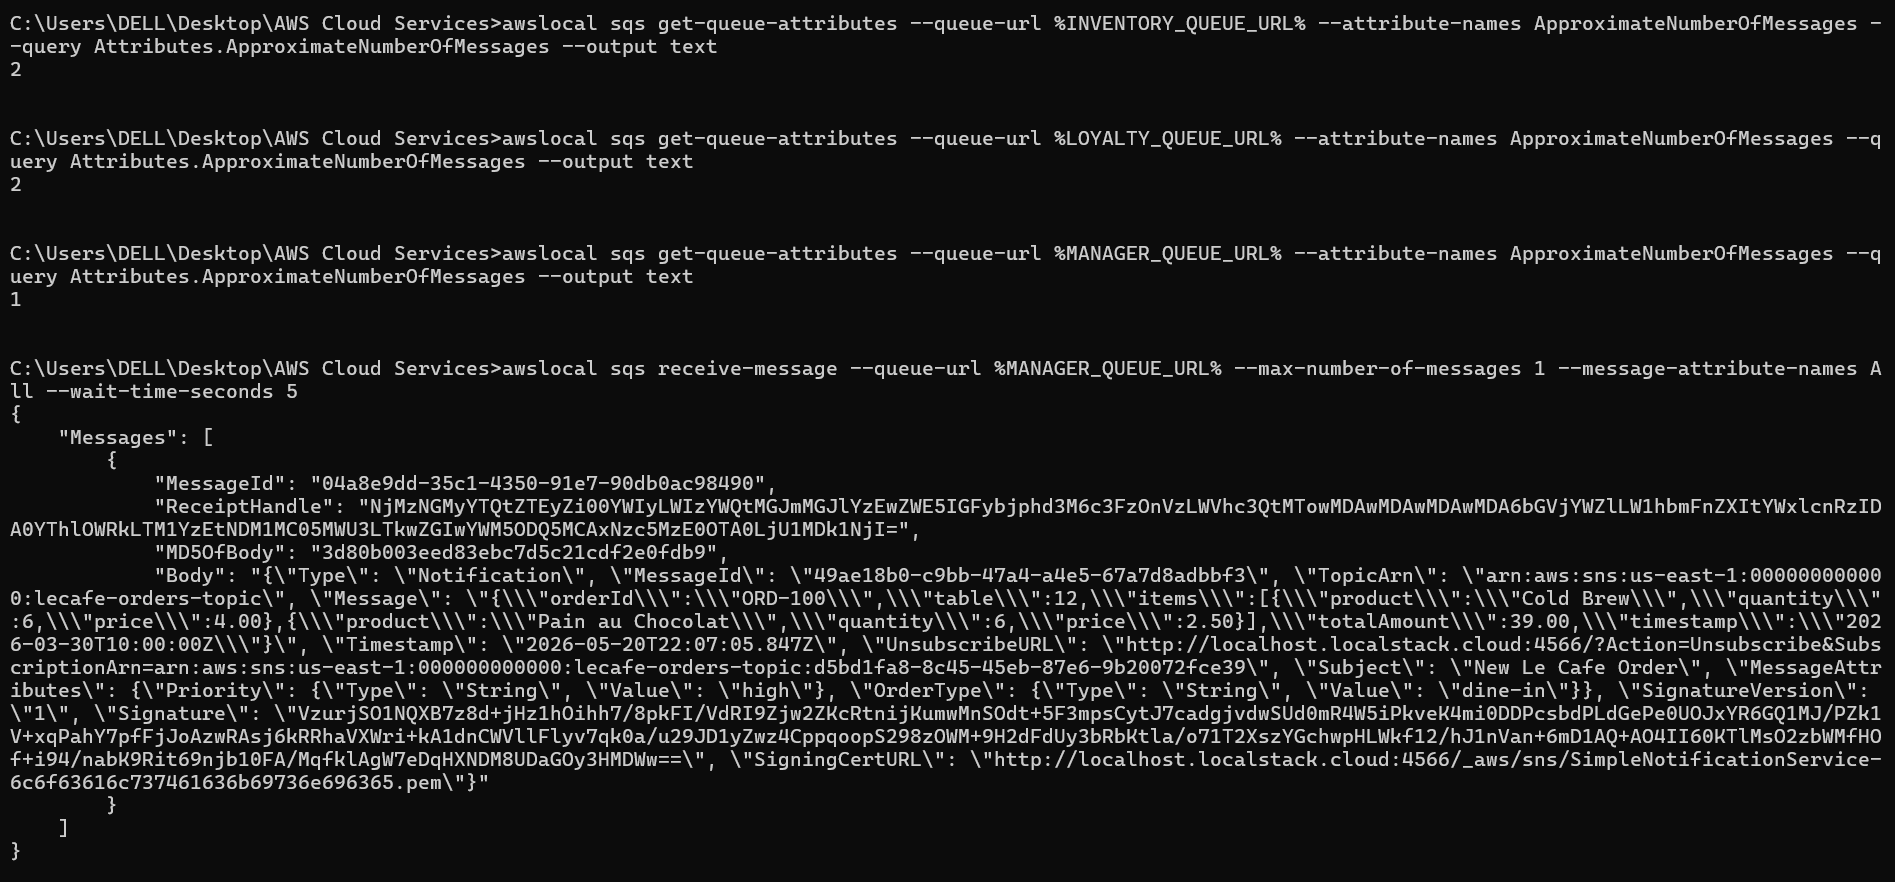 C:\Users\DELL\Desktop\AWS Cloud Services>awslocal sqs get-queue-attributes --queue-url %INVENTORY_QUEUE_URL% --attribute-names ApproximateNumberOfMessages -
-query Attributes.ApproximateNumberOfMessages --output text
2
C:\Users\DELL\Desktop\AWS Cloud Services>awslocal sqs get-queue-attributes --queue-url %LOYALTY_QUEUE_URL% --attribute-names ApproximateNumberOfMessages --q
uery Attributes.ApproximateNumberOfMessages --output text
2
C:\Users\DELL\Desktop\AWS Cloud Services>awslocal sqs get-queue-attributes --queue-url %MANAGER_QUEUE_URL% --attribute-names ApproximateNumberOfMessages --q
uery Attributes.ApproximateNumberOfMessages --output text
1
C:\Users\DELL\Desktop\AWS Cloud Services>awslocal sqs receive-message --queue-url %MANAGER_QUEUE_URL% --max-number-of-messages 1 --message-attribute-names A
ll --wait-time-seconds 5
{
    "Messages": [
        {
            "MessageId": "04a8e9dd-35c1-4350-91e7-90db0ac98490",
            "ReceiptHandle": "NjMzNGMyYTQtZTEyZi00YWIyLWIzYWQtMGJmMGJlYzEwZWE5IGFybjphd3M6c3FzOnVzLWVhc3QtMTowMDAwMDAwMDAwMDA6bGVjYWZlLW1hbmFnZXItYWxlcnRzID
A0YThlOWRkLTM1YzEtNDM1MC05MWU3LTkwZGIwYWM5ODQ5MCAxNzc5MzE0OTA0LjU1MDk1NjI=",
            "MD5OfBody": "3d80b003eed83ebc7d5c21cdf2e0fdb9",
            "Body": "{\"Type\": \"Notification\", \"MessageId\": \"49ae18b0-c9bb-47a4-a4e5-67a7d8adbbf3\", \"TopicArn\": \"arn:aws:sns:us-east-1:00000000000
0:lecafe-orders-topic\", \"Message\": \"{\\\"orderId\\\":\\\"ORD-100\\\",\\\"table\\\":12,\\\"items\\\":[{\\\"product\\\":\\\"Cold Brew\\\",\\\"quantity\\\"
:6,\\\"price\\\":4.00},{\\\"product\\\":\\\"Pain au Chocolat\\\",\\\"quantity\\\":6,\\\"price\\\":2.50}],\\\"totalAmount\\\":39.00,\\\"timestamp\\\":\\\"202
6-03-30T10:00:00Z\\\"}\", \"Timestamp\": \"2026-05-20T22:07:05.847Z\", \"UnsubscribeURL\": \"http://localhost.localstack.cloud:4566/?Action=Unsubscribe&Subs
criptionArn=arn:aws:sns:us-east-1:000000000000:lecafe-orders-topic:d5bd1fa8-8c45-45eb-87e6-9b20072fce39\", \"Subject\": \"New Le Cafe Order\", \"MessageAttr
ibutes\": {\"Priority\": {\"Type\": \"String\", \"Value\": \"high\"}, \"OrderType\": {\"Type\": \"String\", \"Value\": \"dine-in\"}}, \"SignatureVersion\":
\"1\", \"Signature\": \"VzurjSO1NQXB7z8d+jHz1hOihh7/8pkFI/VdRI9Zjw2ZKcRtnijKumwMnSOdt+5F3mpsCytJ7cadgjvdwSUd0mR4W5iPkveK4mi0DDPcsbdPLdGePe0UOJxYR6GQ1MJ/PZk1
V+xqPahY7pfFjJoAzwRAsj6kRRhaVXWri+kA1dnCWVllFlyv7qk0a/u29JD1yZwz4CppqoopS298zOWM+9H2dFdUy3bRbKtla/o71T2XszYGchwpHLWkf12/hJ1nVan+6mD1AQ+AO4II60KTlMsO2zbWMfHO
f+i94/nabK9Rit69njb10FA/MqfklAgW7eDqHXNDM8UDaGOy3HMDWw==\", \"SigningCertURL\": \"http://localhost.localstack.cloud:4566/_aws/sns/SimpleNotificationService-
6c6f63616c737461636b69736e696365.pem\"}"
        }
    ]
}